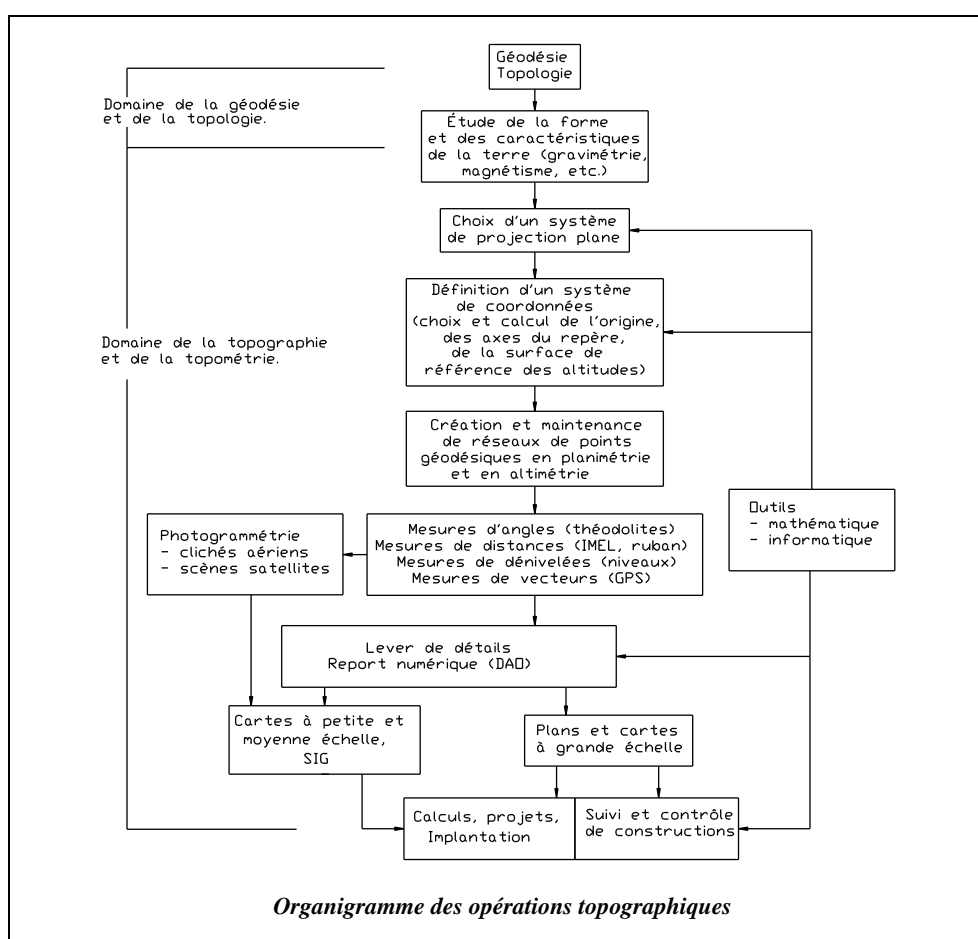 Géodésie
Topologie
Domaine de la géodésie
et de la topologie.
Étude de la forme
et des caractéristiques
de la terre (gravimétrie,
magnétisme, etc.)
Choix d'un système
de projection plane
Définition d'un système
de coordonnées
(choix et calcul de l'origine,
des axes du repère,
de la surface de
référence des altitudes)
Domaine de la topographie
et de la topométrie.
Création et maintenance
de réseaux de points
géodésiques en planimétrie
et en altimétrie
Outils
- mathématique
- informatique
Photogrammétrie
- clichés aériens
- scènes satellites
Mesures d'angles (théodolites)
Mesures de distances (IMEL, ruban)
Mesures de dénivelées (niveaux)
Mesures de vecteurs (GPS)
Lever de détails
Report numérique (DAO)
Cartes à petite et
moyenne échelle,
SIG
Plans et cartes
à grande échelle
Calculs, projets,
Implantation
Suivi et contrôle
de constructions
Organigramme des opérations topographiques